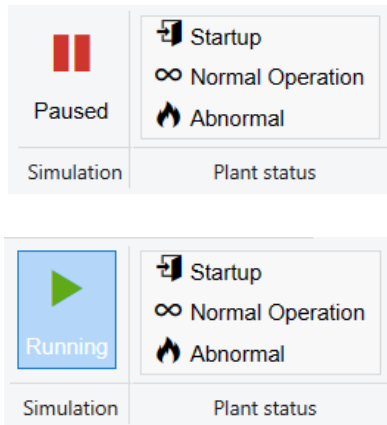 Startup
Normal Operation
Paused
Abnormal
Simulation
Plant status
Startup
Normal Operation
Running
Abnormal
Simulation
Plant status